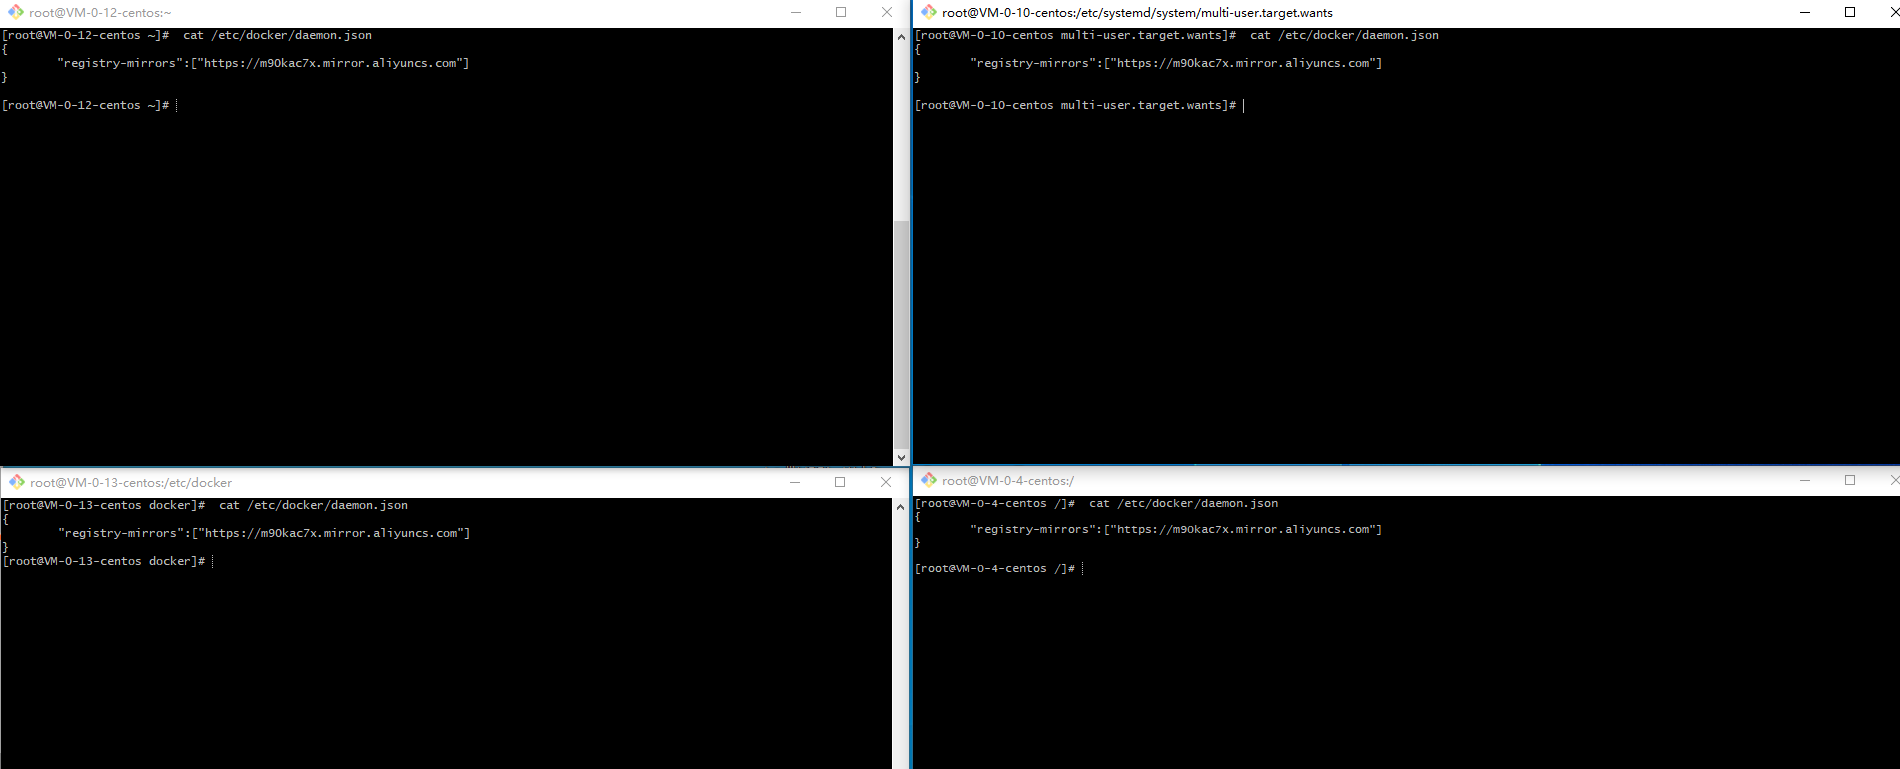 root@VM-0-12-centos:~
[root@VM-0-12-centos ~]#  cat /etc/docker/daemon.json
{
        "registry-mirrors":["https://m90kac7x.mirror.aliyuncs.com"]
}
[root@VM-0-12-centos ~]#
root@VM-0-10-centos:/etc/systemd/system/multi-user.target.wants
[root@VM-0-10-centos multi-user.target.wants]#  cat /etc/docker/daemon.json
{
        "registry-mirrors":["https://m90kac7x.mirror.aliyuncs.com"]
}
[root@VM-0-10-centos multi-user.target.wants]#
root@VM-0-13-centos:/etc/docker
[root@VM-0-13-centos docker]#  cat /etc/docker/daemon.json
{
        "registry-mirrors":["https://m90kac7x.mirror.aliyuncs.com"]
}
[root@VM-0-13-centos docker]#
root@VM-0-4-centos:/
[root@VM-0-4-centos /]#  cat /etc/docker/daemon.json
{
        "registry-mirrors":["https://m90kac7x.mirror.aliyuncs.com"]
}
[root@VM-0-4-centos /]#